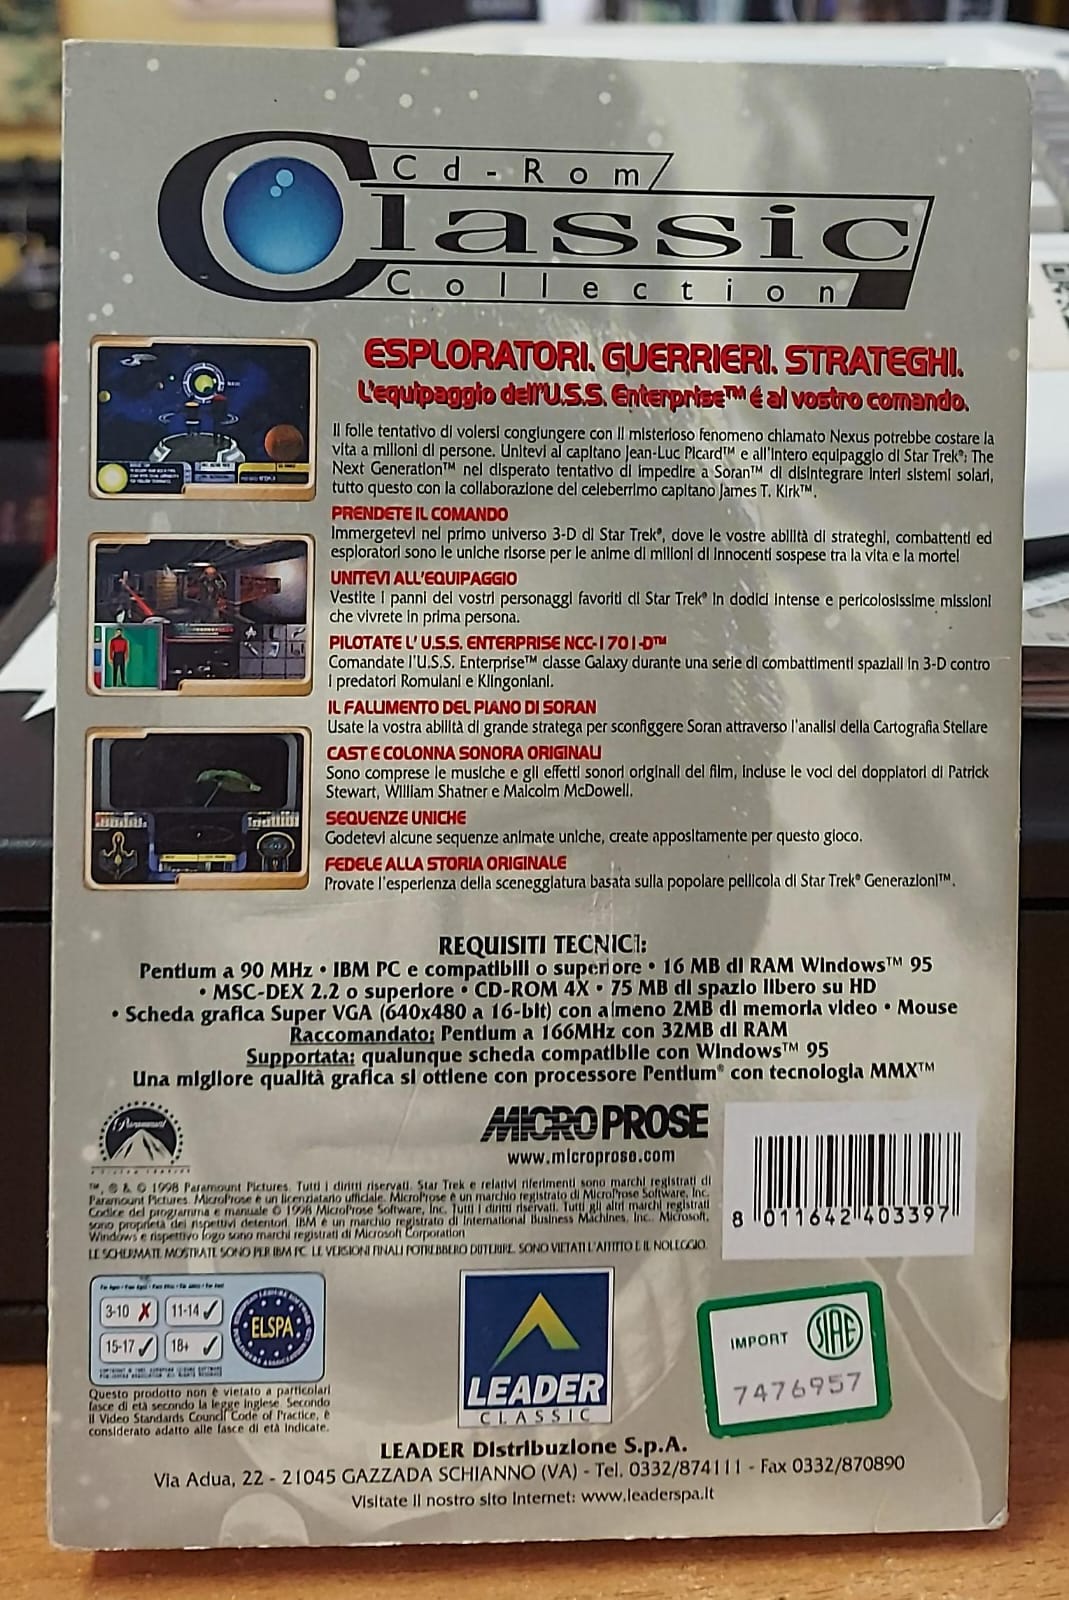 Cd-Rom
Classic
Collection
ESPLORATORI. GUERRIERI. STRATEGHI.
L'equipaggio dell'U.S.S. Enterprise™ é al vostro comando.
Il folle tentativo di volersi congiungere con il misterioso fenomeno chiamato Nexus potrebbe costare la
vita a milioni di persone. Unitevi al capitano Jean-Luc Picard™ e all'intero equipaggio di Star Trek®: The
Next Generation™ nel disperato tentativo di impedire a Soran™ di disintegrare interi sistemi solari,
tutto questo con la collaborazione del celeberrimo capitano James T. Kirk™.
PRENDETE IL COMANDO
Immergetevi nel primo universo 3-D di Star Trek®, dove le vostre abilità di strateghi, combattenti ed
esploratori sono le uniche risorse per le anime di milioni di innocenti sospese tra la vita e la morte!
UNITEVI ALL'EQUIPAGGIO
Vestite i panni dei vostri personaggi favoriti di Star Trek® in dodici intense e pericolosissime missioni
che vivrete in prima persona.
PILOTATE L' U.S.S. ENTERPRISE NCC-1701-D™
Comandate l'U.S.S. Enterprise™ classe Galaxy durante una serie di combattimenti spaziali in 3-D contro
i predatori Romulani e Klingoniani.
IL FALLIMENTO DEL PIANO DI SORAN
Usate la vostra abilità di grande stratega per sconfiggere Soran attraverso l'analisi della Cartografia Stellare
CAST E COLONNA SONORA ORIGINALI
Sono comprese le musiche e gli effetti sonori originali del film, incluse le voci dei doppiatori di Patrick
Stewart, William Shatner e Malcolm McDowell.
SEQUENZE UNICHE
Godetevi alcune sequenze animate uniche, create appositamente per questo gioco.
FEDELE ALLA STORIA ORIGINALE
Provate l'esperienza della sceneggiatura basata sulla popolare pellicola di Star Trek® Generazioni™.
REQUISITI TECNICI:
Pentium a 90 MHz • IBM PC e compatibili o superiore • 16 MB di RAM Windows™ 95
• MSC-DEX 2.2 o superiore • CD-ROM 4X • 75 MB di spazio libero su HD
• Scheda grafica Super VGA (640x480 a 16-bit) con almeno 2MB di memoria video • Mouse
Raccomandato: Pentium a 166MHz con 32MB di RAM
Supportata: qualunque scheda compatibile con Windows™ 95
Una migliore qualità grafica si ottiene con processore Pentium® con tecnologia MMX™
Paramount
MICROPROSE
www.microprose.com
™, ® & © 1998 Paramount Pictures. Tutti i diritti riservati. Star Trek e relativi riferimenti sono marchi registrati di
Paramount Pictures. MicroProse è un licenziatario ufficiale. MicroProse è un marchio registrato di MicroProse Software, Inc.
Codice del programma e manuale © 1998 MicroProse Software, Inc. Tutti i diritti riservati. Tutti gli altri marchi registrati
sono proprietà dei rispettivi detentori. IBM è un marchio registrato di International Business Machines, Inc. Microsoft,
Windows e rispettivo logo sono marchi registrati di Microsoft Corporation
LE SCHERMATE MOSTRATE SONO PER IBM PC. LE VERSIONI FINALI POTREBBERO DIFFERIRE. SONO VIETATI L'AFFITTO E IL NOLEGGIO.
8 011642 403397
3-10 ✗ 11-14 ✓
15-17 ✓ 18+ ✓
ELSPA
Questo prodotto non è vietato a particolari
fasce di età secondo la legge inglese. Secondo
il Video Standards Council Code of Practice, è
considerato adatto alle fasce di età indicate.
LEADER
CLASSIC
IMPORT SIAE
7476957
LEADER Distribuzione S.p.A.
Via Adua, 22 - 21045 GAZZADA SCHIANNO (VA) - Tel. 0332/874111 - Fax 0332/870890
Visitate il nostro sito Internet: www.leaderspa.it